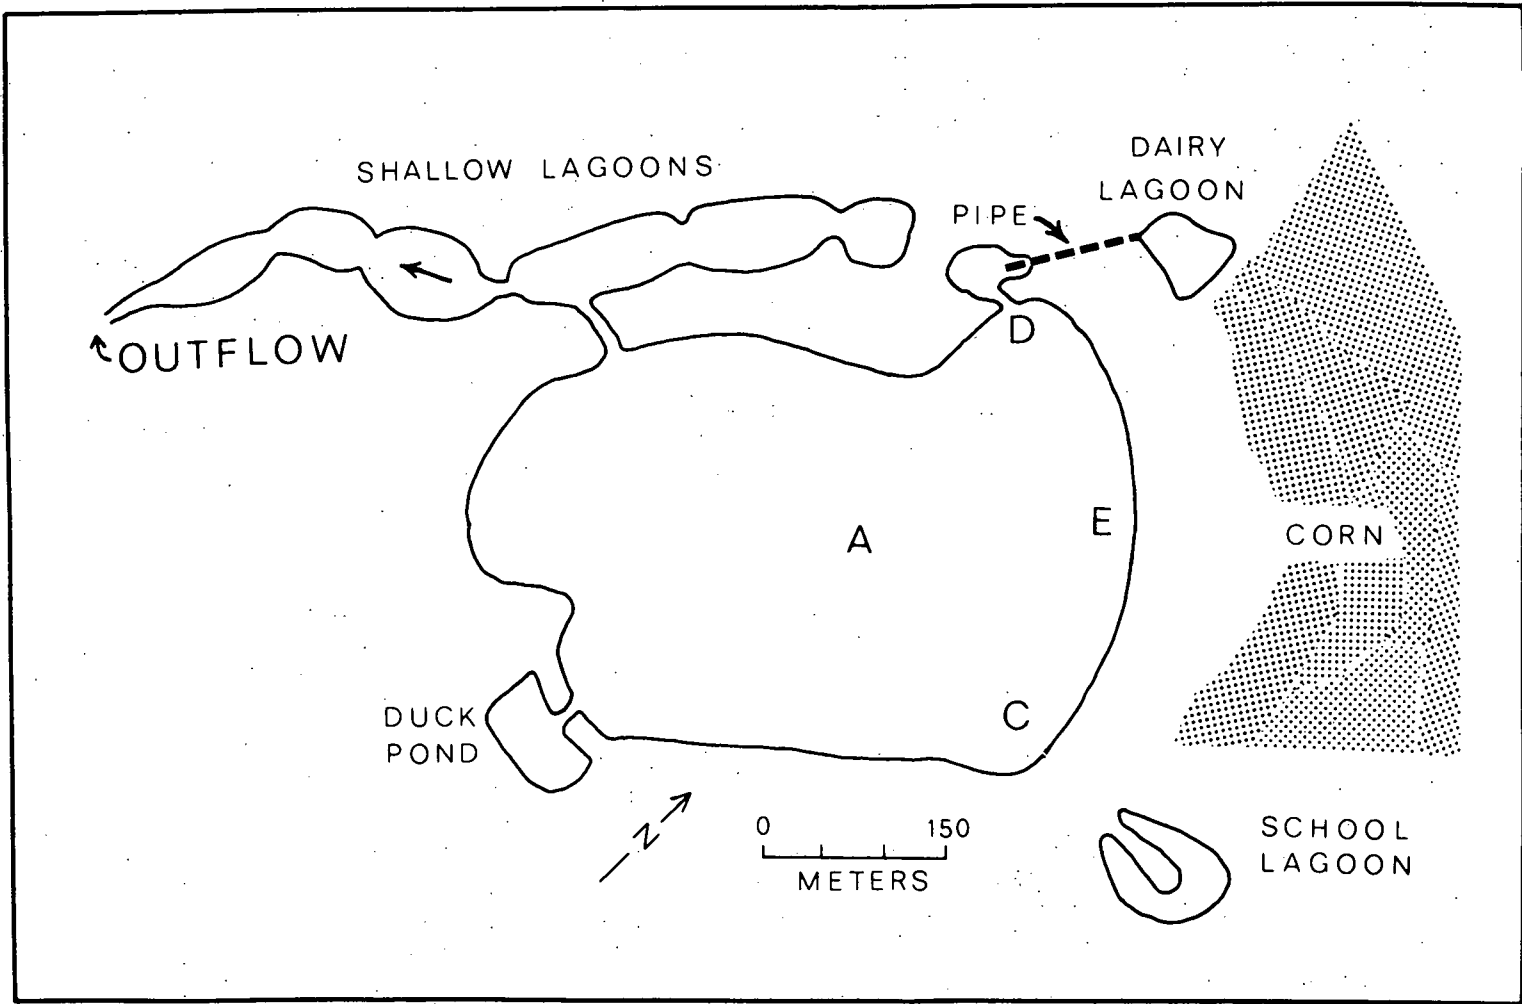 SHALLOW LAGOONS
DAIRY
LAGOON
PIPE
OUTFLOW
D
E
A
CORN
C
DUCK
POND
N
0 150
METERS
SCHOOL
LAGOON